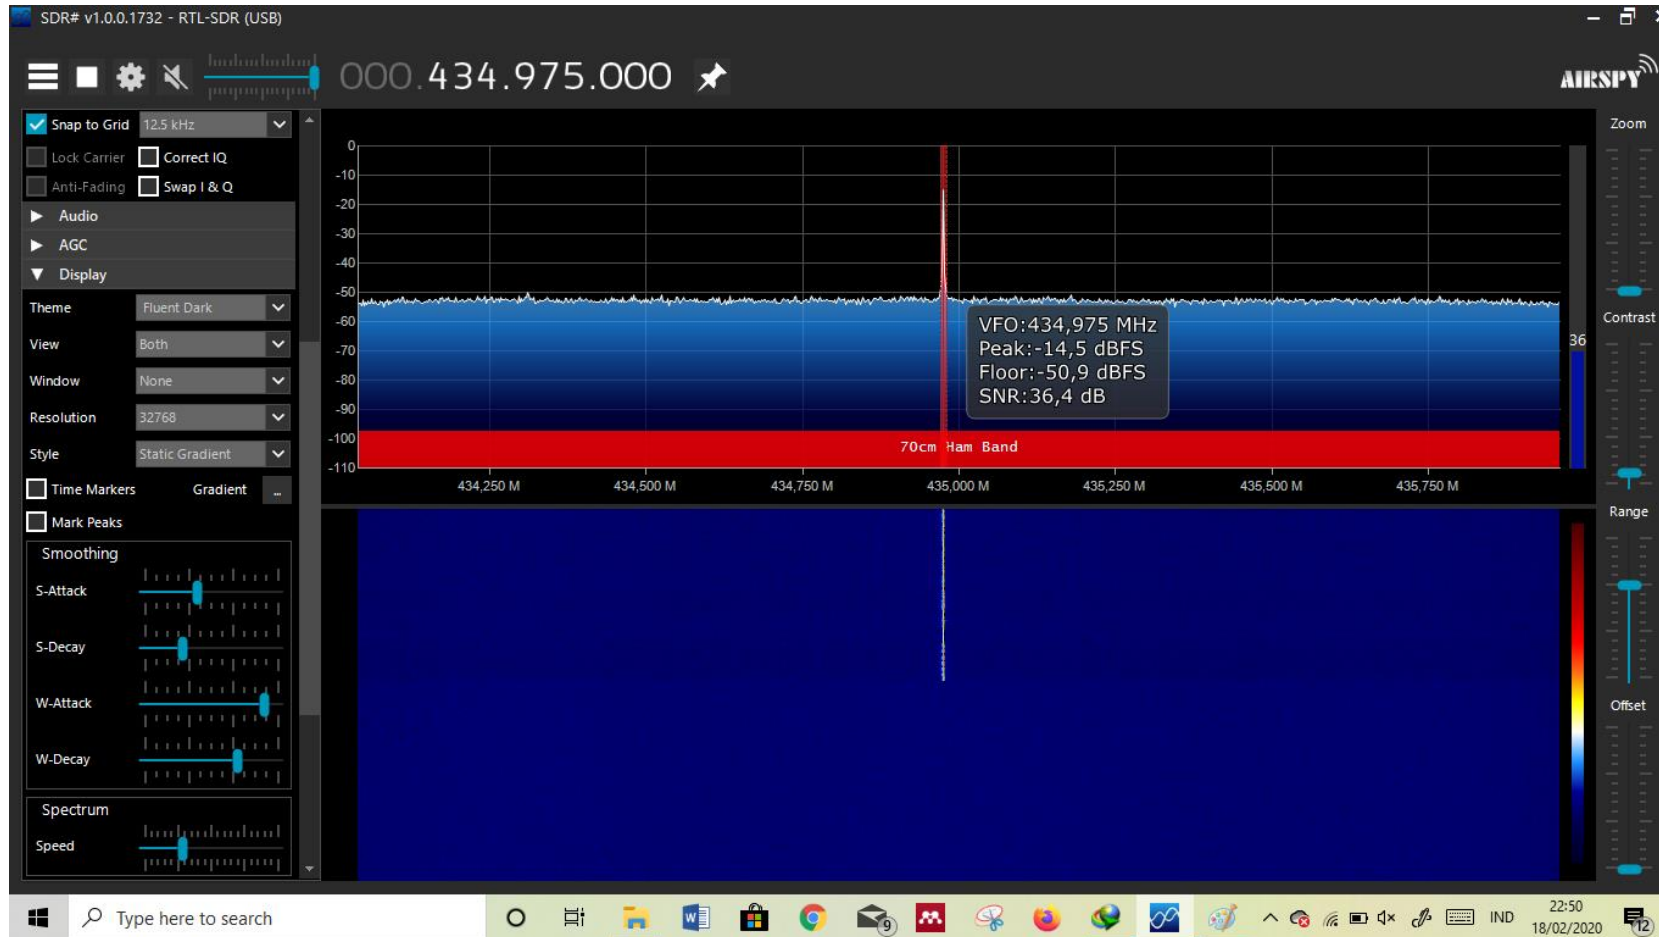 SDR# v1.0.0.1732 - RTL-SDR (USB)
000.434.975.000
AIRSPY
Snap to Grid 12.5 kHz
Lock Carrier Correct IQ
Anti-Fading Swap I & Q
Audio
AGC
Display
Theme Fluent Dark
View Both
Window None
Resolution 32768
Style Static Gradient
Time Markers Gradient ...
Mark Peaks
Smoothing
S-Attack
S-Decay
W-Attack
W-Decay
Spectrum
Speed
0
-10
-20
-30
-40
-50
-60
-70
-80
-90
-100
-110
VFO:434,975 MHz
Peak:-14,5 dBFS
Floor:-50,9 dBFS
SNR:36,4 dB
70cm Ham Band
434,250 M 434,500 M 434,750 M 435,000 M 435,250 M 435,500 M 435,750 M
36
Zoom
Contrast
Range
Offset
Type here to search
9
IND
22:50
18/02/2020
12